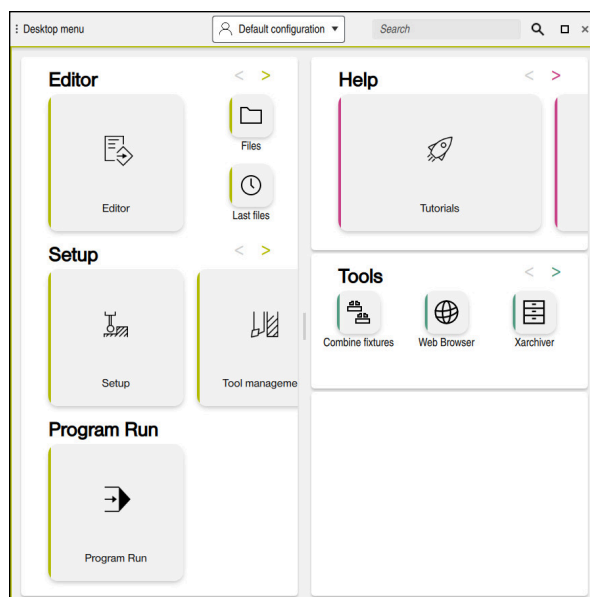 Desktop menu
Default configuration
Search
Editor
< >
Editor
Files
Last files
Setup
< >
Setup
Tool manageme
Program Run
Program Run
Help
< >
Tutorials
Tools
< >
Combine fixtures
Web Browser
Xarchiver